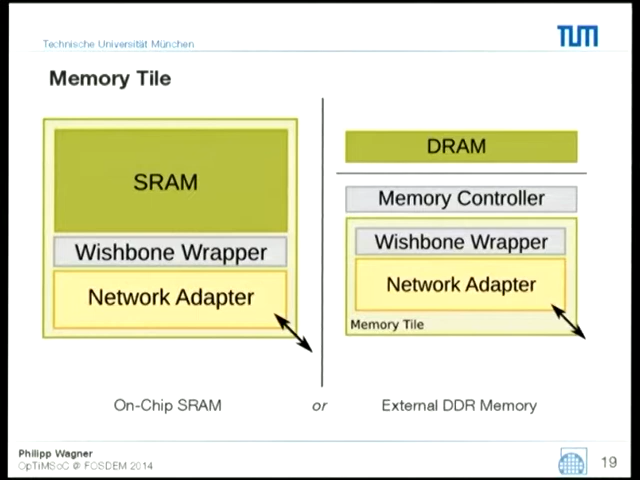 TUM
Technische Universität München
Memory Tile
SRAM
Wishbone Wrapper
Network Adapter
DRAM
Memory Controller
Wishbone Wrapper
Network Adapter
Memory Tile
On-Chip SRAM
or
External DDR Memory
Philipp Wagner
OpTiMSoC @ FOSDEM 2014
19